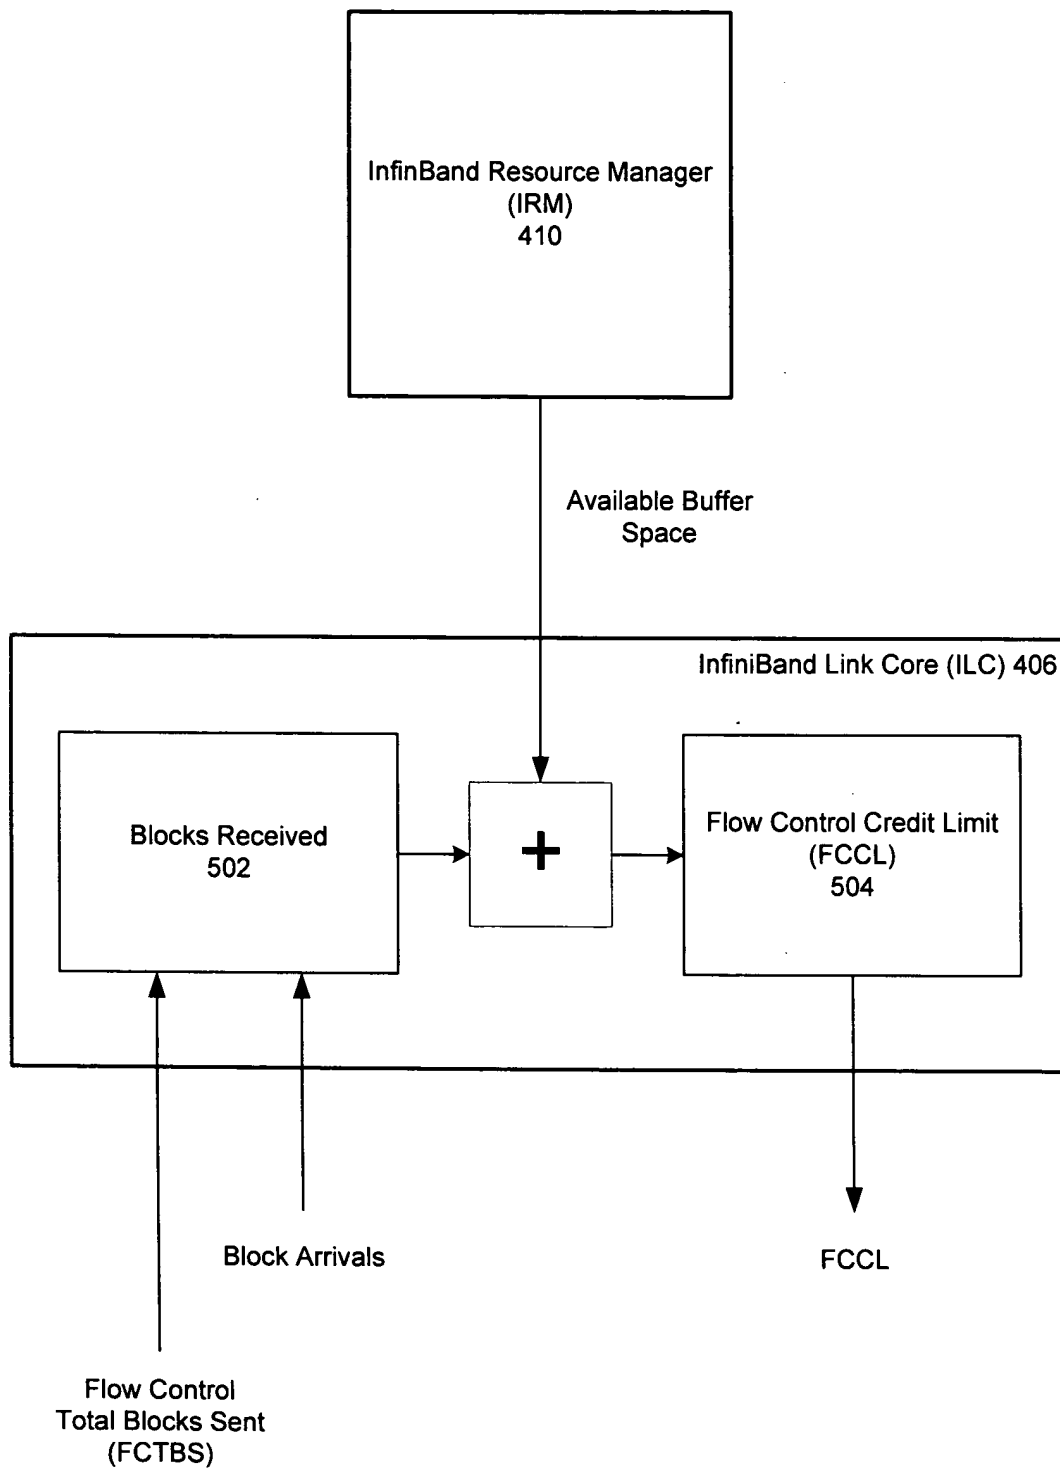 InfinBand Resource Manager
(IRM)
410
Available Buffer
Space
InfiniBand Link Core (ILC) 406
Blocks Received
502
+
Flow Control Credit Limit
(FCCL)
504
Block Arrivals
FCCL
Flow Control
Total Blocks Sent
(FCTBS)